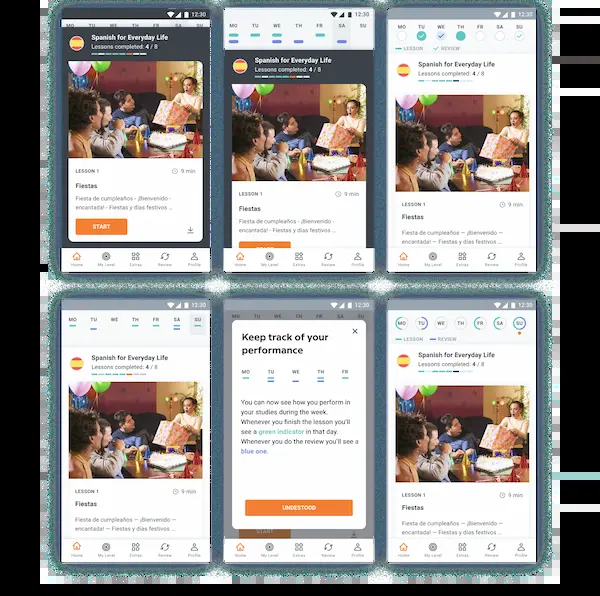 12:30
Spanish for Everyday Life
Lessons completed: 4 / 8
LESSON 1
9 min
Fiestas
Fiesta de cumpleaños - ¡Bienvenido -
encantada! - Fiestas y días festivos ...
START
Home
My Level
Extras
Review
Profile
12:30
MO TU WE TH FR SA SU
Spanish for Everyday Life
Lessons completed: 4 / 8
LESSON 1
9 min
Fiestas
Fiesta de cumpleaños - ¡Bienvenido -
encantada! - Fiestas y días festivos ...
START
Home
My Level
Extras
Review
Profile
12:30
MO TU WE TH FR SA SU
LESSON REVIEW
Spanish for Everyday Life
Lessons completed: 4 / 8
LESSON 1
9 min
Fiestas
Fiesta de cumpleaños — ¡Bienvenido —
encantada! — Fiestas y días festivos ...
Home
My Level
Extras
Review
Profile
12:30
MO TU WE TH FR SA SU
Spanish for Everyday Life
Lessons completed: 4 / 8
LESSON 1
9 min
Fiestas
Fiesta de cumpleaños — ¡Bienvenido —
encantada! — Fiestas y días festivos ...
Home
My Level
Extras
Review
Profile
12:30
Keep track of your
performance
MO TU WE TH FR
You can now see how you perform in
your studies during the week.
Whenever you finish the lesson you'll
see a green indicator in that day.
Whenever you do the review you'll see a
blue one.
UNDESTOOD
START
Home
My Level
Extras
Review
Profile
12:30
MO TU WE TH FR SA SU
LESSON REVIEW
Spanish for Everyday Life
Lessons completed: 4 / 8
LESSON 1
9 min
Fiestas
Fiesta de cumpleaños — ¡Bienvenido —
encantada! — Fiestas y días festivos ...
Home
My Level
Extras
Review
Profile